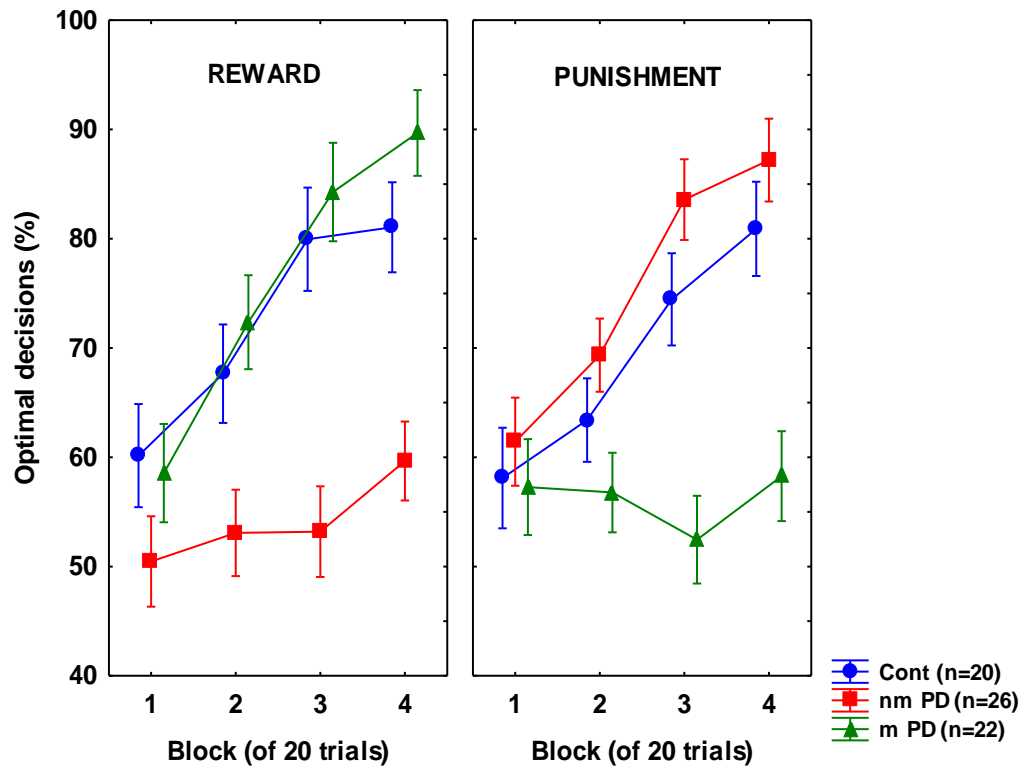 REWARD
PUNISHMENT
Optimal decisions (%)
100
90
80
70
60
50
40
1 2 3 4
1 2 3 4
Block (of 20 trials)
Block (of 20 trials)
Cont (n=20)
nm PD (n=26)
m PD (n=22)